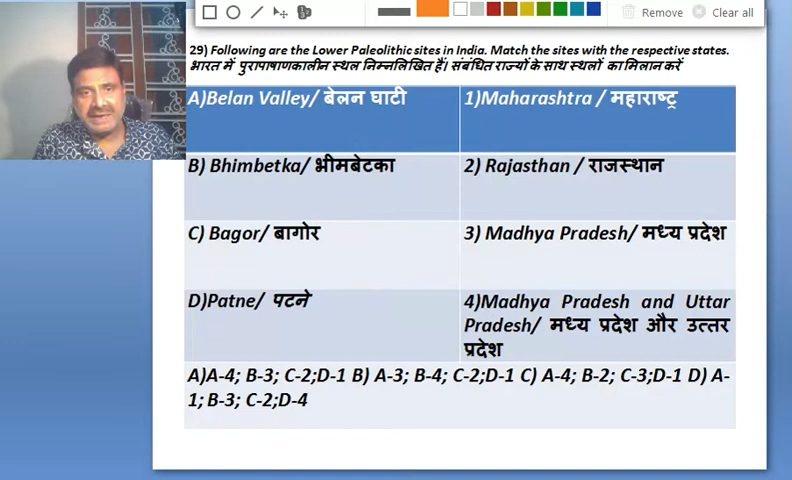 Remove
Clear all
29) Following are the Lower Paleolithic sites in India. Match the sites with the respective states.
भारत में पुरापाषाणकालीन स्थल निम्नलिखित हैं। संबंधित राज्यों के साथ स्थलों का मिलान करें
A)Belan Valley/ बेलन घाटी
1)Maharashtra / महाराष्ट्र
B) Bhimbetka/ भीमबेटका
2) Rajasthan / राजस्थान
C) Bagor/ बागोर
3) Madhya Pradesh/ मध्य प्रदेश
D)Patne/ पटने
4)Madhya Pradesh and Uttar
Pradesh/ मध्य प्रदेश और उत्तर
प्रदेश
A)A-4; B-3; C-2;D-1 B) A-3; B-4; C-2;D-1 C) A-4; B-2; C-3;D-1 D) A-
1; B-3; C-2;D-4